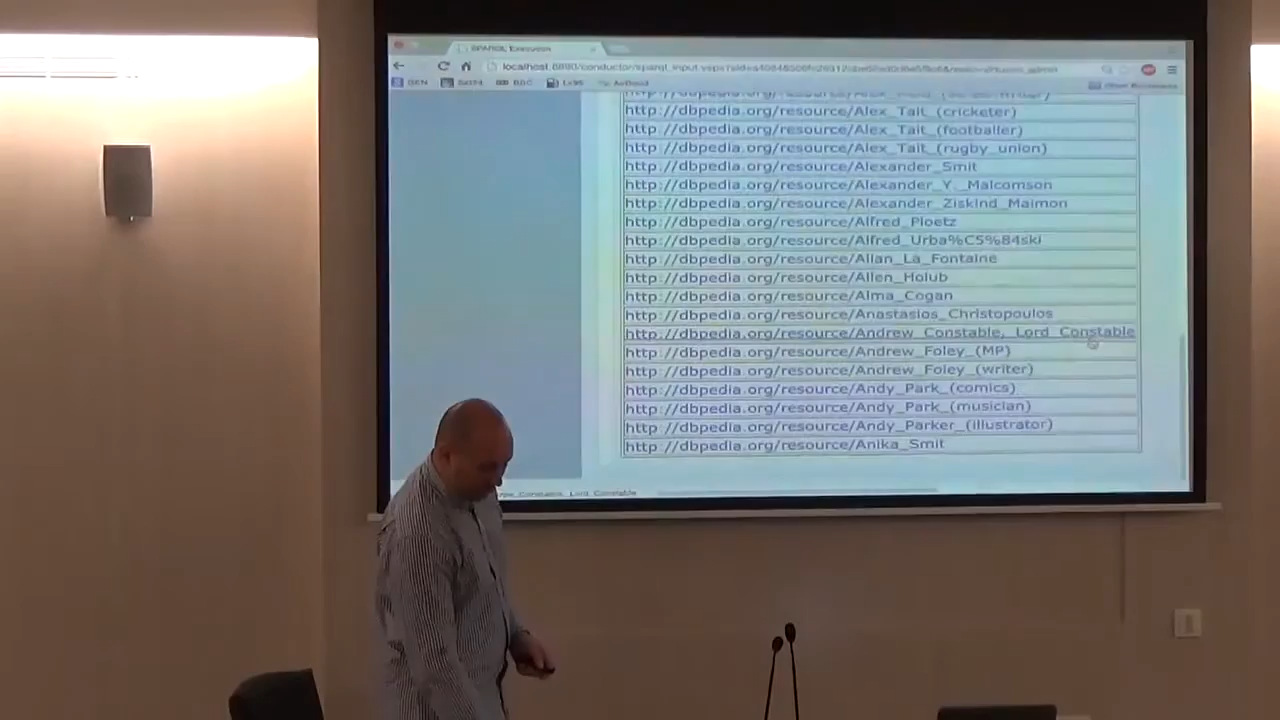 SPARQL Execution
GEN
BBC
http://dbpedia.org/resource/Alex_Tait_(cricketer)
http://dbpedia.org/resource/Alex_Tait_(footballer)
http://dbpedia.org/resource/Alex_Tait_(rugby_union)
http://dbpedia.org/resource/Alexander_Smit
http://dbpedia.org/resource/Alexander_Y._Malcomson
http://dbpedia.org/resource/Alexander_Ziskind_Maimon
http://dbpedia.org/resource/Alfred_Ploetz
http://dbpedia.org/resource/Alfred_Urba%C5%84ski
http://dbpedia.org/resource/Allan_La_Fontaine
http://dbpedia.org/resource/Allen_Holub
http://dbpedia.org/resource/Alma_Cogan
http://dbpedia.org/resource/Anastasios_Christopoulos
http://dbpedia.org/resource/Andrew_Constable,_Lord_Constable
http://dbpedia.org/resource/Andrew_Foley_(MP)
http://dbpedia.org/resource/Andrew_Foley_(writer)
http://dbpedia.org/resource/Andy_Park_(comics)
http://dbpedia.org/resource/Andy_Park_(musician)
http://dbpedia.org/resource/Andy_Parker_(illustrator)
http://dbpedia.org/resource/Anika_Smit